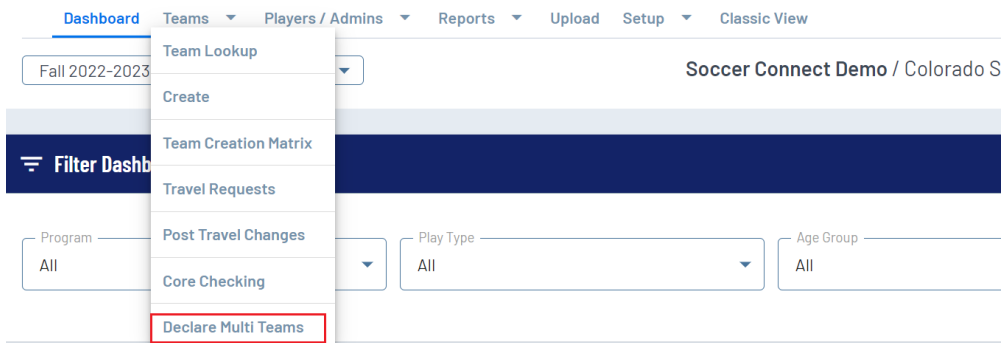 Dashboard Teams Players / Admins Reports Upload Setup Classic View
Team Lookup
Fall 2022-2023
Soccer Connect Demo / Colorado S
Create
Team Creation Matrix
Filter Dashb
Travel Requests
Post Travel Changes
Program
Play Type
Age Group
All
All
All
Core Checking
Declare Multi Teams